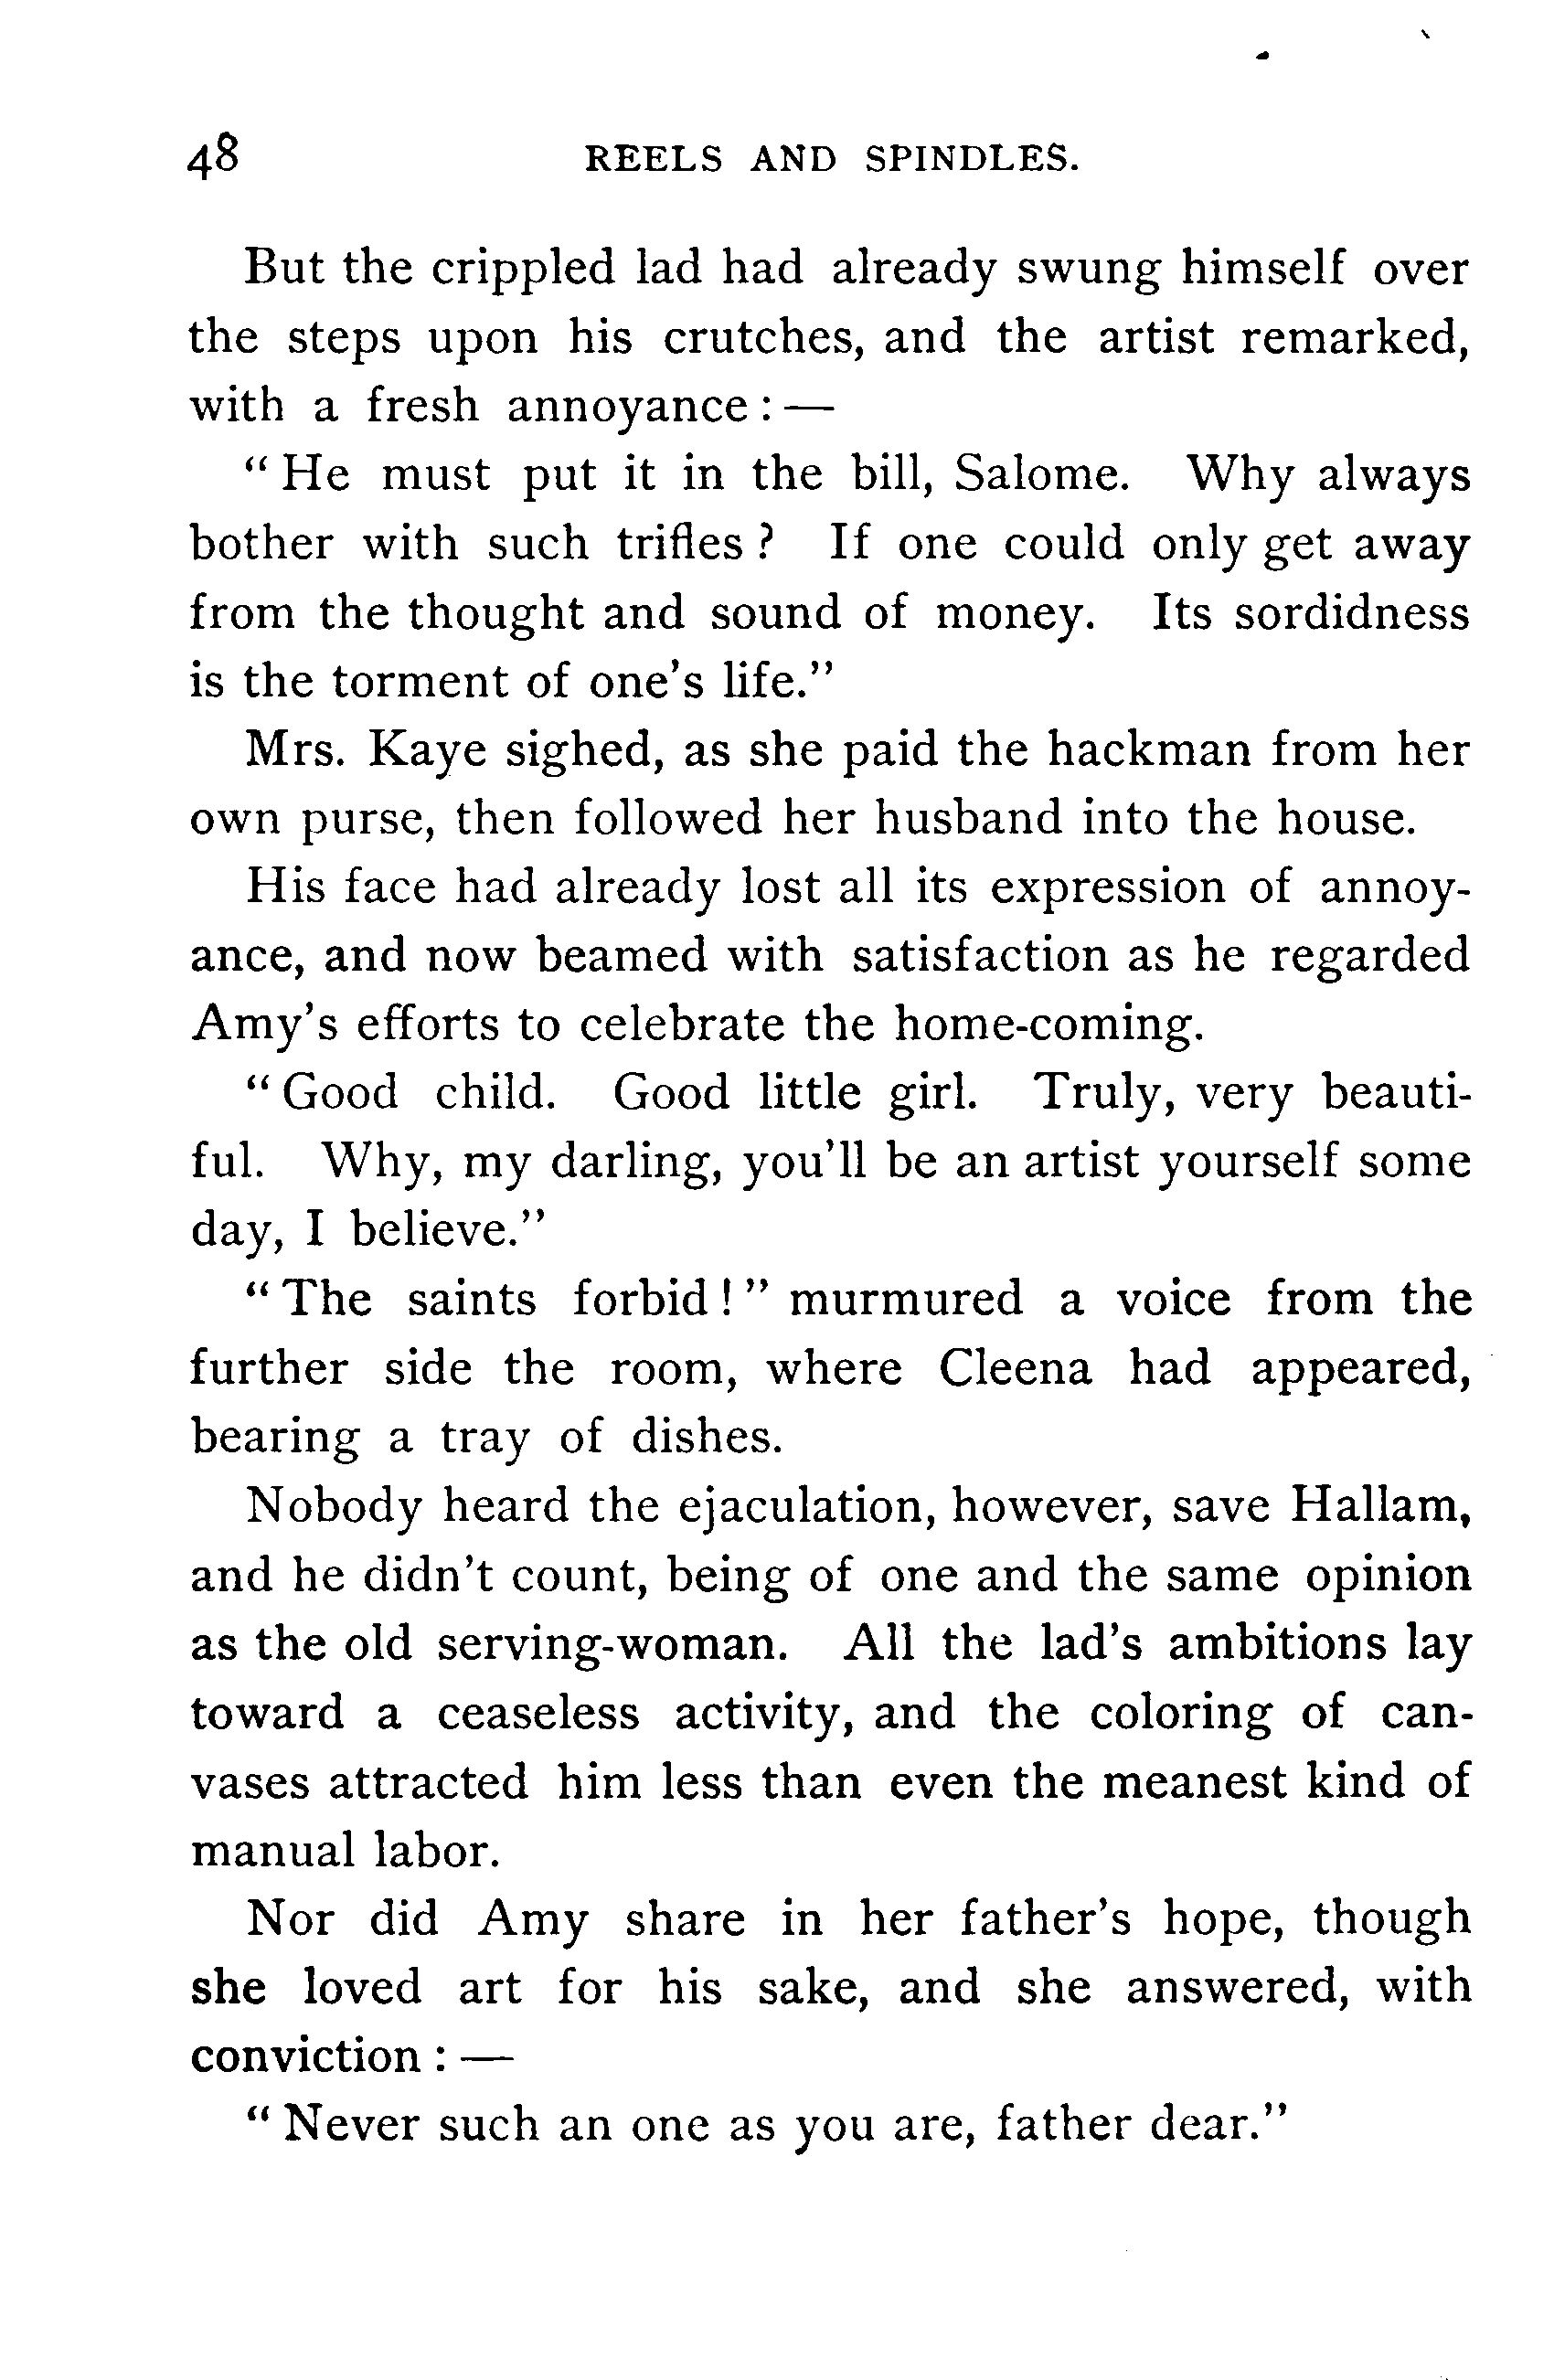 48 REELS AND SPINDLES.
But the crippled lad had already swung himself over
the steps upon his crutches, and the artist remarked,
with a fresh annoyance: —
“ He must put it in the bill, Salome. Why always
bother with such trifles ? If one could only get away
from the thought and sound of money. Its sordidness
is the torment of one’s life.”
Mrs. Kaye sighed, as she paid the hackman from her
own purse, then followed her husband into the house.
His face had already lost all its expression of annoy-
ance, and now beamed with satisfaction as he regarded
Amy’s efforts to celebrate the home-coming.
“ Good child. Good little girl. Truly, very beauti-
ful. Why, my darling, you’ll be an artist yourself some
day, I believe.”
“ The saints forbid ! ” murmured a voice from the
further side the room, where Cleena had appeared,
bearing a tray of dishes.
Nobody heard the ejaculation, however, save Hallam,
and he didn’t count, being of one and the same opinion
as the old serving-woman. All the lad’s ambitions lay
toward a ceaseless activity, and the coloring of can-
vases attracted him less than even the meanest kind of
manual labor.
Nor did Amy share in her father’s hope, though
she loved art for his sake, and she answered, with
conviction : —
“ Never such an one as you are, father dear.”